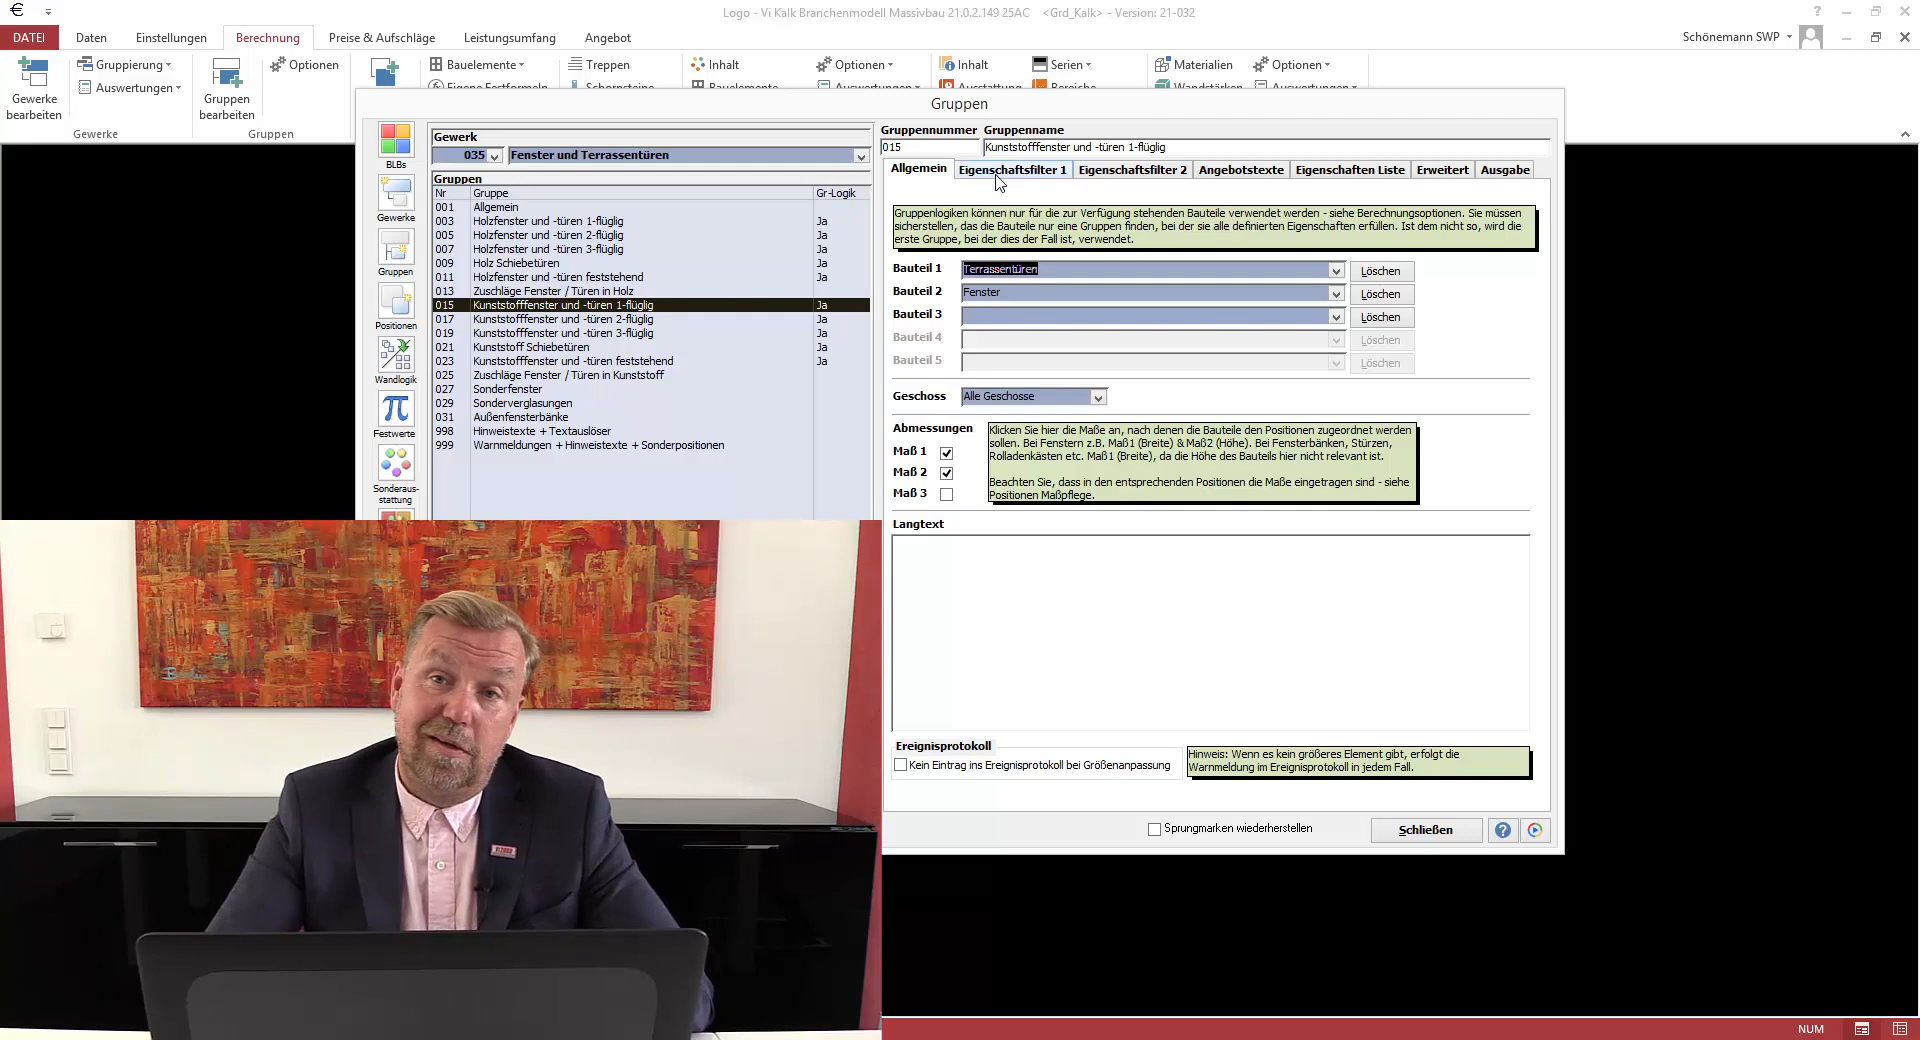 Logo - Vi Kalk Branchenmodell Massivbau 21.0.2.149 25AC <Grd_Kalk> - Version: 21-032
DATEI Daten Einstellungen Berechnung Preise & Aufschläge Leistungsumfang Angebot
Schönemann SWP
Gewerke bearbeiten
Gruppierung
Auswertungen
Gewerke
Gruppen bearbeiten
Optionen
Gruppen
Bauelemente
Eigene Festformeln
Treppen
Schornsteine
Inhalt
Bauelemente
Optionen
Auswertungen
Inhalt
Ausstattung
Serien
Bereiche
Materialien
Wandstärken
Optionen
Auswertungen
Gruppen
BLBs
Gewerke
Gruppen
Positionen
Wandlogik
Festwerte
Sonderaus-
stattung
Gewerk
035 Fenster und Terrassentüren
Gruppen
Nr Gruppe Gr-Logik
001 Allgemein
003 Holzfenster und -türen 1-flüglig Ja
005 Holzfenster und -türen 2-flüglig Ja
007 Holzfenster und -türen 3-flüglig Ja
009 Holz Schiebetüren Ja
011 Holzfenster und -türen feststehend Ja
013 Zuschläge Fenster / Türen in Holz
015 Kunststofffenster und -türen 1-flüglig Ja
017 Kunststofffenster und -türen 2-flüglig Ja
019 Kunststofffenster und -türen 3-flüglig Ja
021 Kunststoff Schiebetüren Ja
023 Kunststofffenster und -türen feststehend Ja
025 Zuschläge Fenster / Türen in Kunststoff
027 Sonderfenster
029 Sonderverglasungen
031 Außenfensterbänke
998 Hinweistexte + Textauslöser
999 Warnmeldungen + Hinweistexte + Sonderpositionen
Gruppennummer Gruppenname
015 Kunststofffenster und -türen 1-flüglig
Allgemein Eigenschaftsfilter 1 Eigenschaftsfilter 2 Angebotstexte Eigenschaften Liste Erweitert Ausgabe
Gruppenlogiken können nur für die zur Verfügung stehenden Bauteile verwendet werden - siehe Berechnungsoptionen. Sie müssen
sicherstellen, das die Bauteile nur eine Gruppen finden, bei der sie alle definierten Eigenschaften erfüllen. Ist dem nicht so, wird die
erste Gruppe, bei der dies der Fall ist, verwendet.
Bauteil 1 Terrassentüren Löschen
Bauteil 2 Fenster Löschen
Bauteil 3 Löschen
Bauteil 4 Löschen
Bauteil 5 Löschen
Geschoss Alle Geschosse
Abmessungen
Maß 1
Maß 2
Maß 3
Klicken Sie hier die Maße an, nach denen die Bauteile den Positionen zugeordnet werden
sollen. Bei Fenstern z.B. Maß1 (Breite) & Maß2 (Höhe). Bei Fensterbänken, Stürzen,
Rolladenkästen etc. Maß1 (Breite), da die Höhe des Bauteils hier nicht relevant ist.
Beachten Sie, dass in den entsprechenden Positionen die Maße eingetragen sind - siehe
Positionen Maßpflege.
Langtext
Ereignisprotokoll
Kein Eintrag ins Ereignisprotokoll bei Größenanpassung
Hinweis: Wenn es kein größeres Element gibt, erfolgt die
Warnmeldung im Ereignisprotokoll in jedem Fall.
Sprungmarken wiederherstellen Schließen
NUM